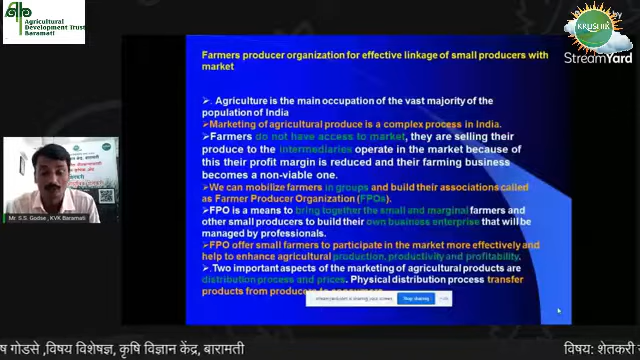 Agricultural
Development Trust
Baramati
KRUSHIK
by
StreamYard
Farmers producer organization for effective linkage of small producers with
market
. Agriculture is the main occupation of the vast majority of the
population of India
Marketing of agricultural produce is a complex process in India.
Farmers do not have access to market, they are selling their
produce to the intermediaries operate in the market because of
this their profit margin is reduced and their farming business
becomes a non-viable one.
We can mobilize farmers in groups and build their associations called
as Farmer Producer Organization (FPOs).
FPO is a means to bring together the small and marginal farmers and
other small producers to build their own business enterprise that will be
managed by professionals.
FPO offer small farmers to participate in the market more effectively and
help to enhance agricultural production, productivity and profitability.
Two important aspects of the marketing of agricultural products are
distribution process and prices. Physical distribution process transfer
products from producers to consumers
Stop sharing
Mr. S.S. Godse, KVK Baramati
ष गोडसे ,विषय विशेषज्ञ, कृषि विज्ञान केंद्र, बारामती
विषय: शेतकरी